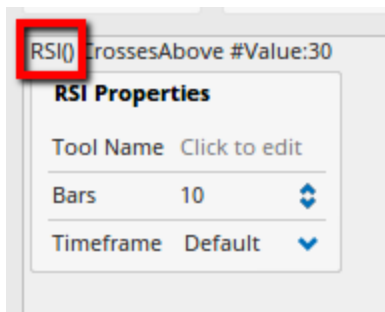 RSI() CrossesAbove #Value:30
RSI Properties
Tool Name Click to edit
Bars 10
Timeframe Default